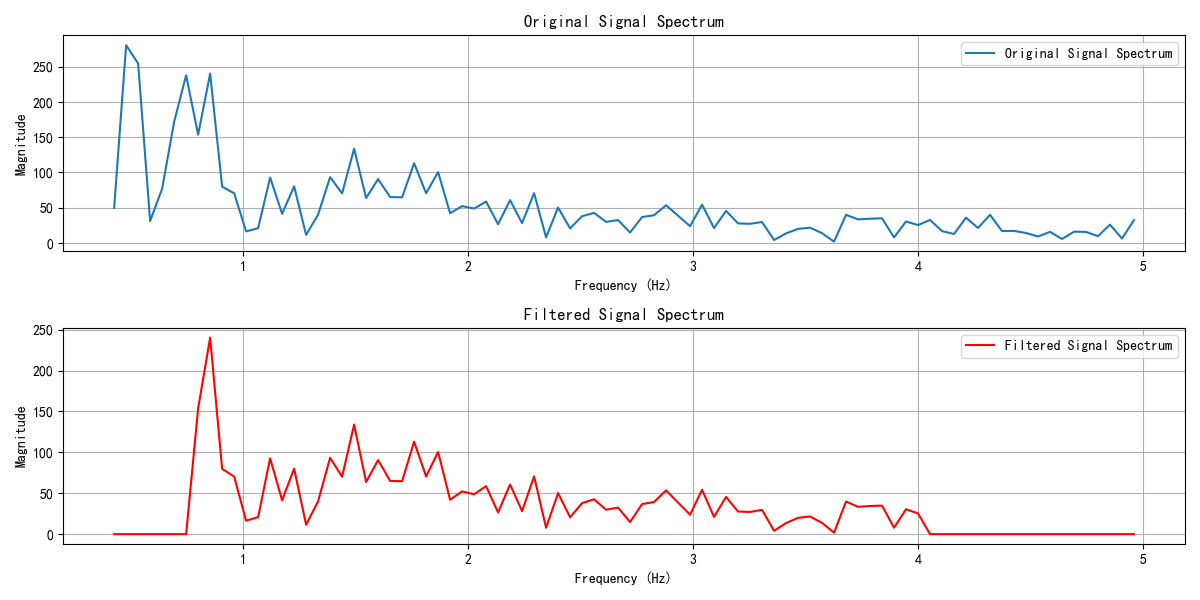 Original Signal Spectrum
Original Signal Spectrum
Magnitude
250
200
150
100
50
0
1
2
3
4
5
Frequency (Hz)
Filtered Signal Spectrum
Filtered Signal Spectrum
Magnitude
250
200
150
100
50
0
1
2
3
4
5
Frequency (Hz)